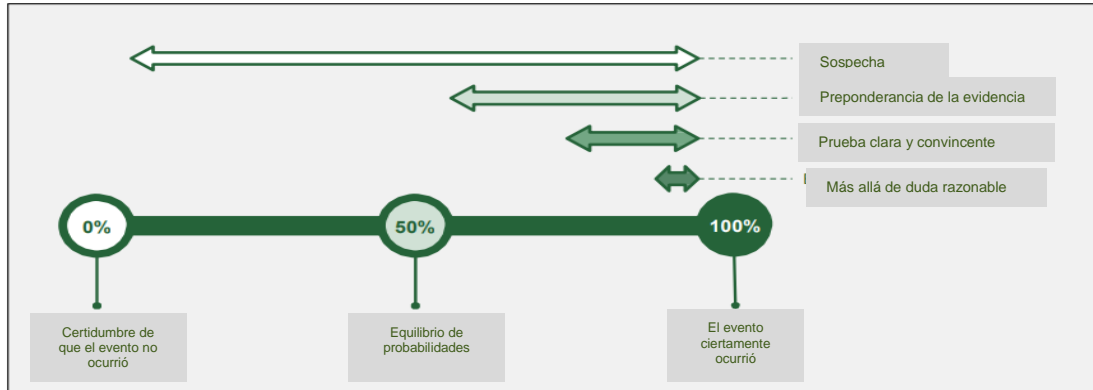 Sospecha
Preponderancia de la evidencia
Prueba clara y convincente
Más allá de duda razonable
0%
50%
100%
Certidumbre de
que el evento no
ocurrió
Equilibrio de
probabilidades
El evento
ciertamente
ocurrió